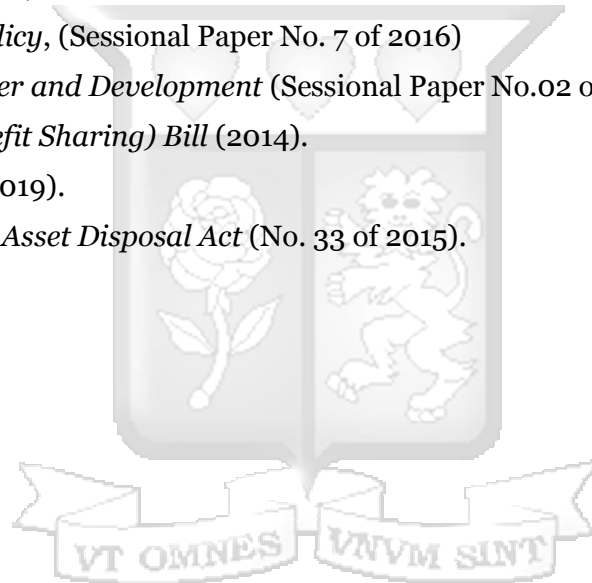 licy, (Sessional Paper No. 7 of 2016)
er and Development (Sessional Paper No.02 o
efit Sharing) Bill (2014).
019).
Asset Disposal Act (No. 33 of 2015).
VT OMNES VNVM SINT